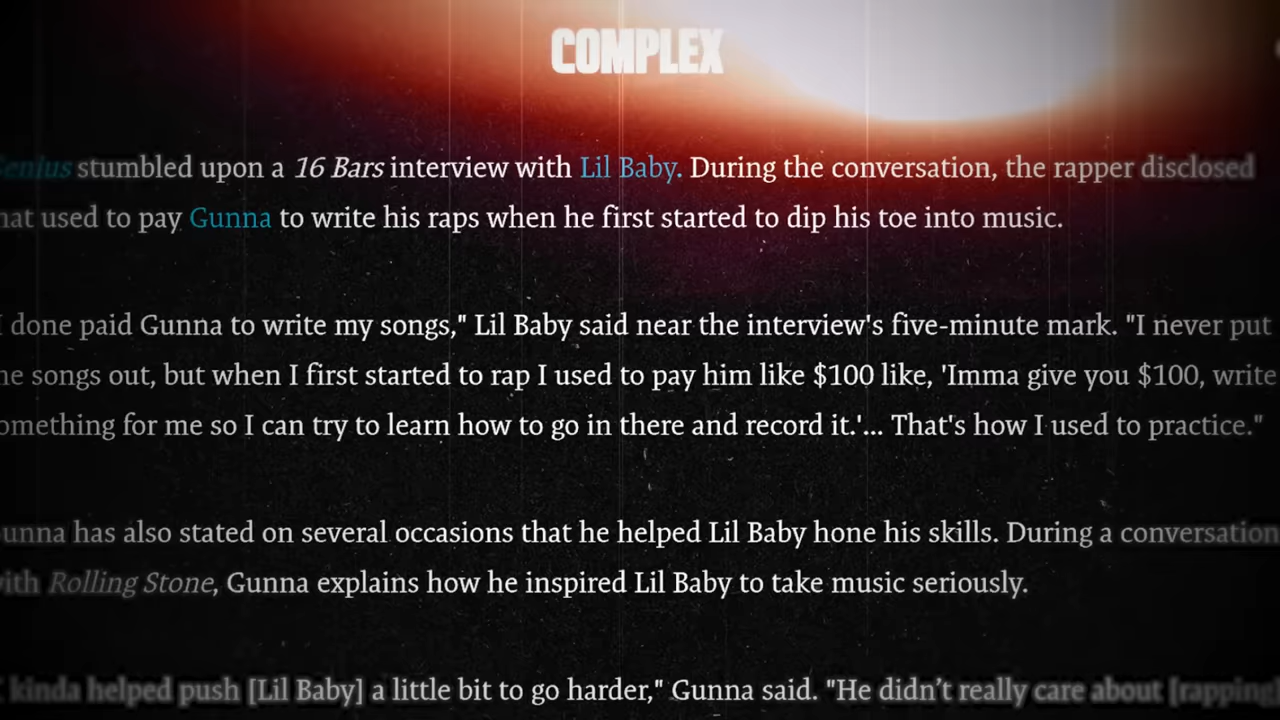 COMPLEX
Genius stumbled upon a 16 Bars interview with Lil Baby. During the conversation, the rapper disclosed
hat used to pay Gunna to write his raps when he first started to dip his toe into music.
I done paid Gunna to write my songs," Lil Baby said near the interview's five-minute mark. "I never put
he songs out, but when I first started to rap I used to pay him like $100 like, 'Imma give you $100, write
omething for me so I can try to learn how to go in there and record it.'... That's how I used to practice."
unna has also stated on several occasions that he helped Lil Baby hone his skills. During a conversation
ith Rolling Stone, Gunna explains how he inspired Lil Baby to take music seriously.
I kinda helped push [Lil Baby] a little bit to go harder," Gunna said. "He didn't really care about [rapping]